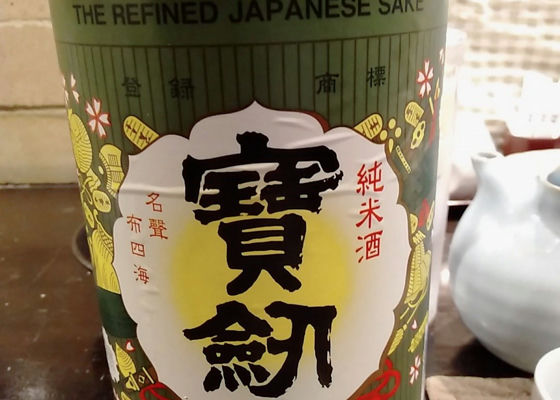 THE REFINED JAPANESE SAKE
登録 商標
純米酒
寶劔
名聲
布四海